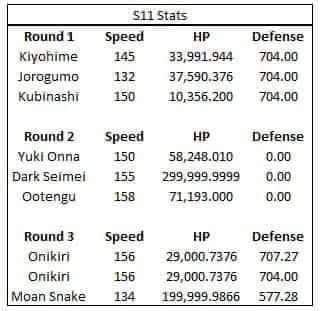 S11 Stats
Round 1 Speed HP Defense
Kiyohime 145 33,991.944 704.00
Jorogumo 132 37,590.376 704.00
Kubinashi 150 10,356.200 704.00
Round 2 Speed HP Defense
Yuki Onna 150 58,248.010 0.00
Dark Seimei 155 299,999.9999 0.00
Ootengu 158 71,193.000 0.00
Round 3 Speed HP Defense
Onikiri 156 29,000.7376 707.27
Onikiri 156 29,000.7376 704.00
Moan Snake 134 199,999.9866 577.28